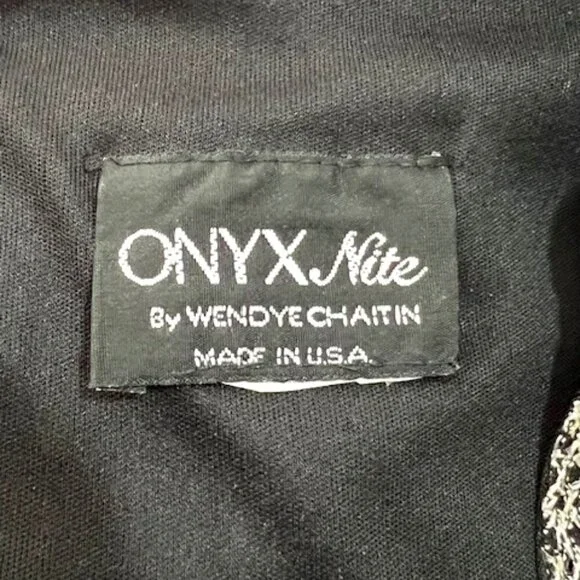 ONYX Nite
By WENDYE CHAITIN
MADE IN U.S.A.